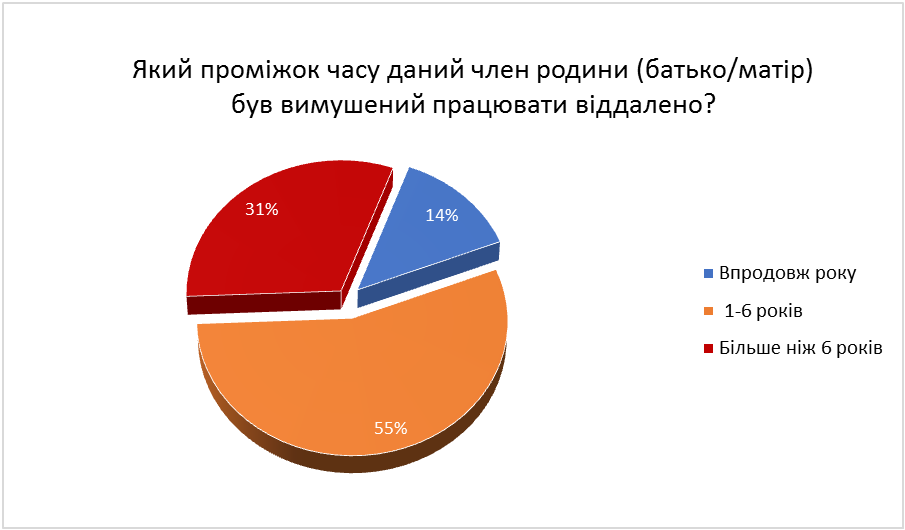 Який проміжок часу даний член родини (батько/матір)
був вимушений працювати віддалено?
31%
14%
55%
Впродовж року
1-6 років
Більше ніж 6 років